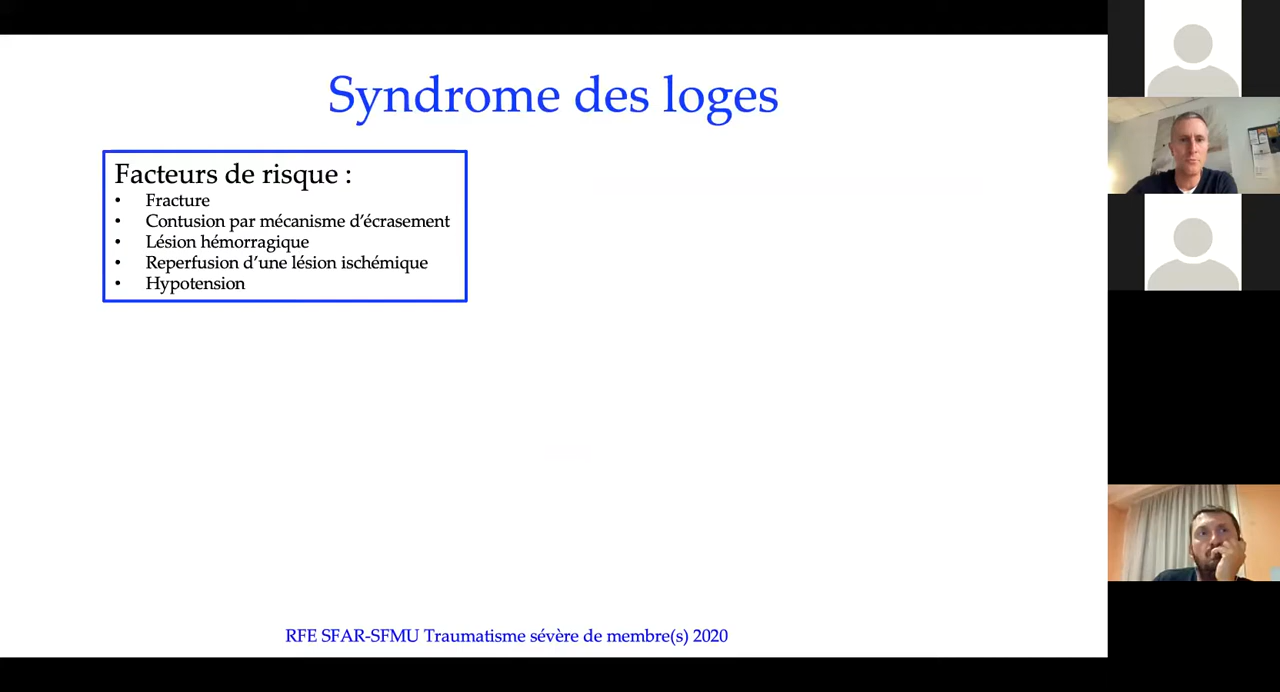 Syndrome des loges
Facteurs de risque :
• Fracture
• Contusion par mécanisme d'écrasement
• Lésion hémorragique
• Reperfusion d'une lésion ischémique
• Hypotension
RFE SFAR-SFMU Traumatisme sévère de membre(s) 2020